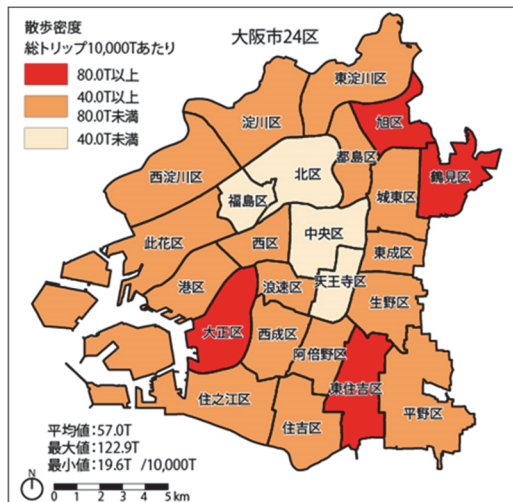 散歩密度
総トリップ10,000Tあたり
80.0T以上
40.0T以上
80.0T未満
40.0T未満
大阪市24区
東淀川区
淀川区
旭区
都島区
北区
鶴見区
西淀川区
福島区
城東区
中央区
此花区
西区
東成区
天王寺区
港区
浪速区
生野区
大正区
西成区
阿倍野区
東住吉区
住之江区
住吉区
平野区
平均値:57.0T
最大値:122.9T
最小値:19.6T /10,000T
N
0 1 2 3 4 5 km